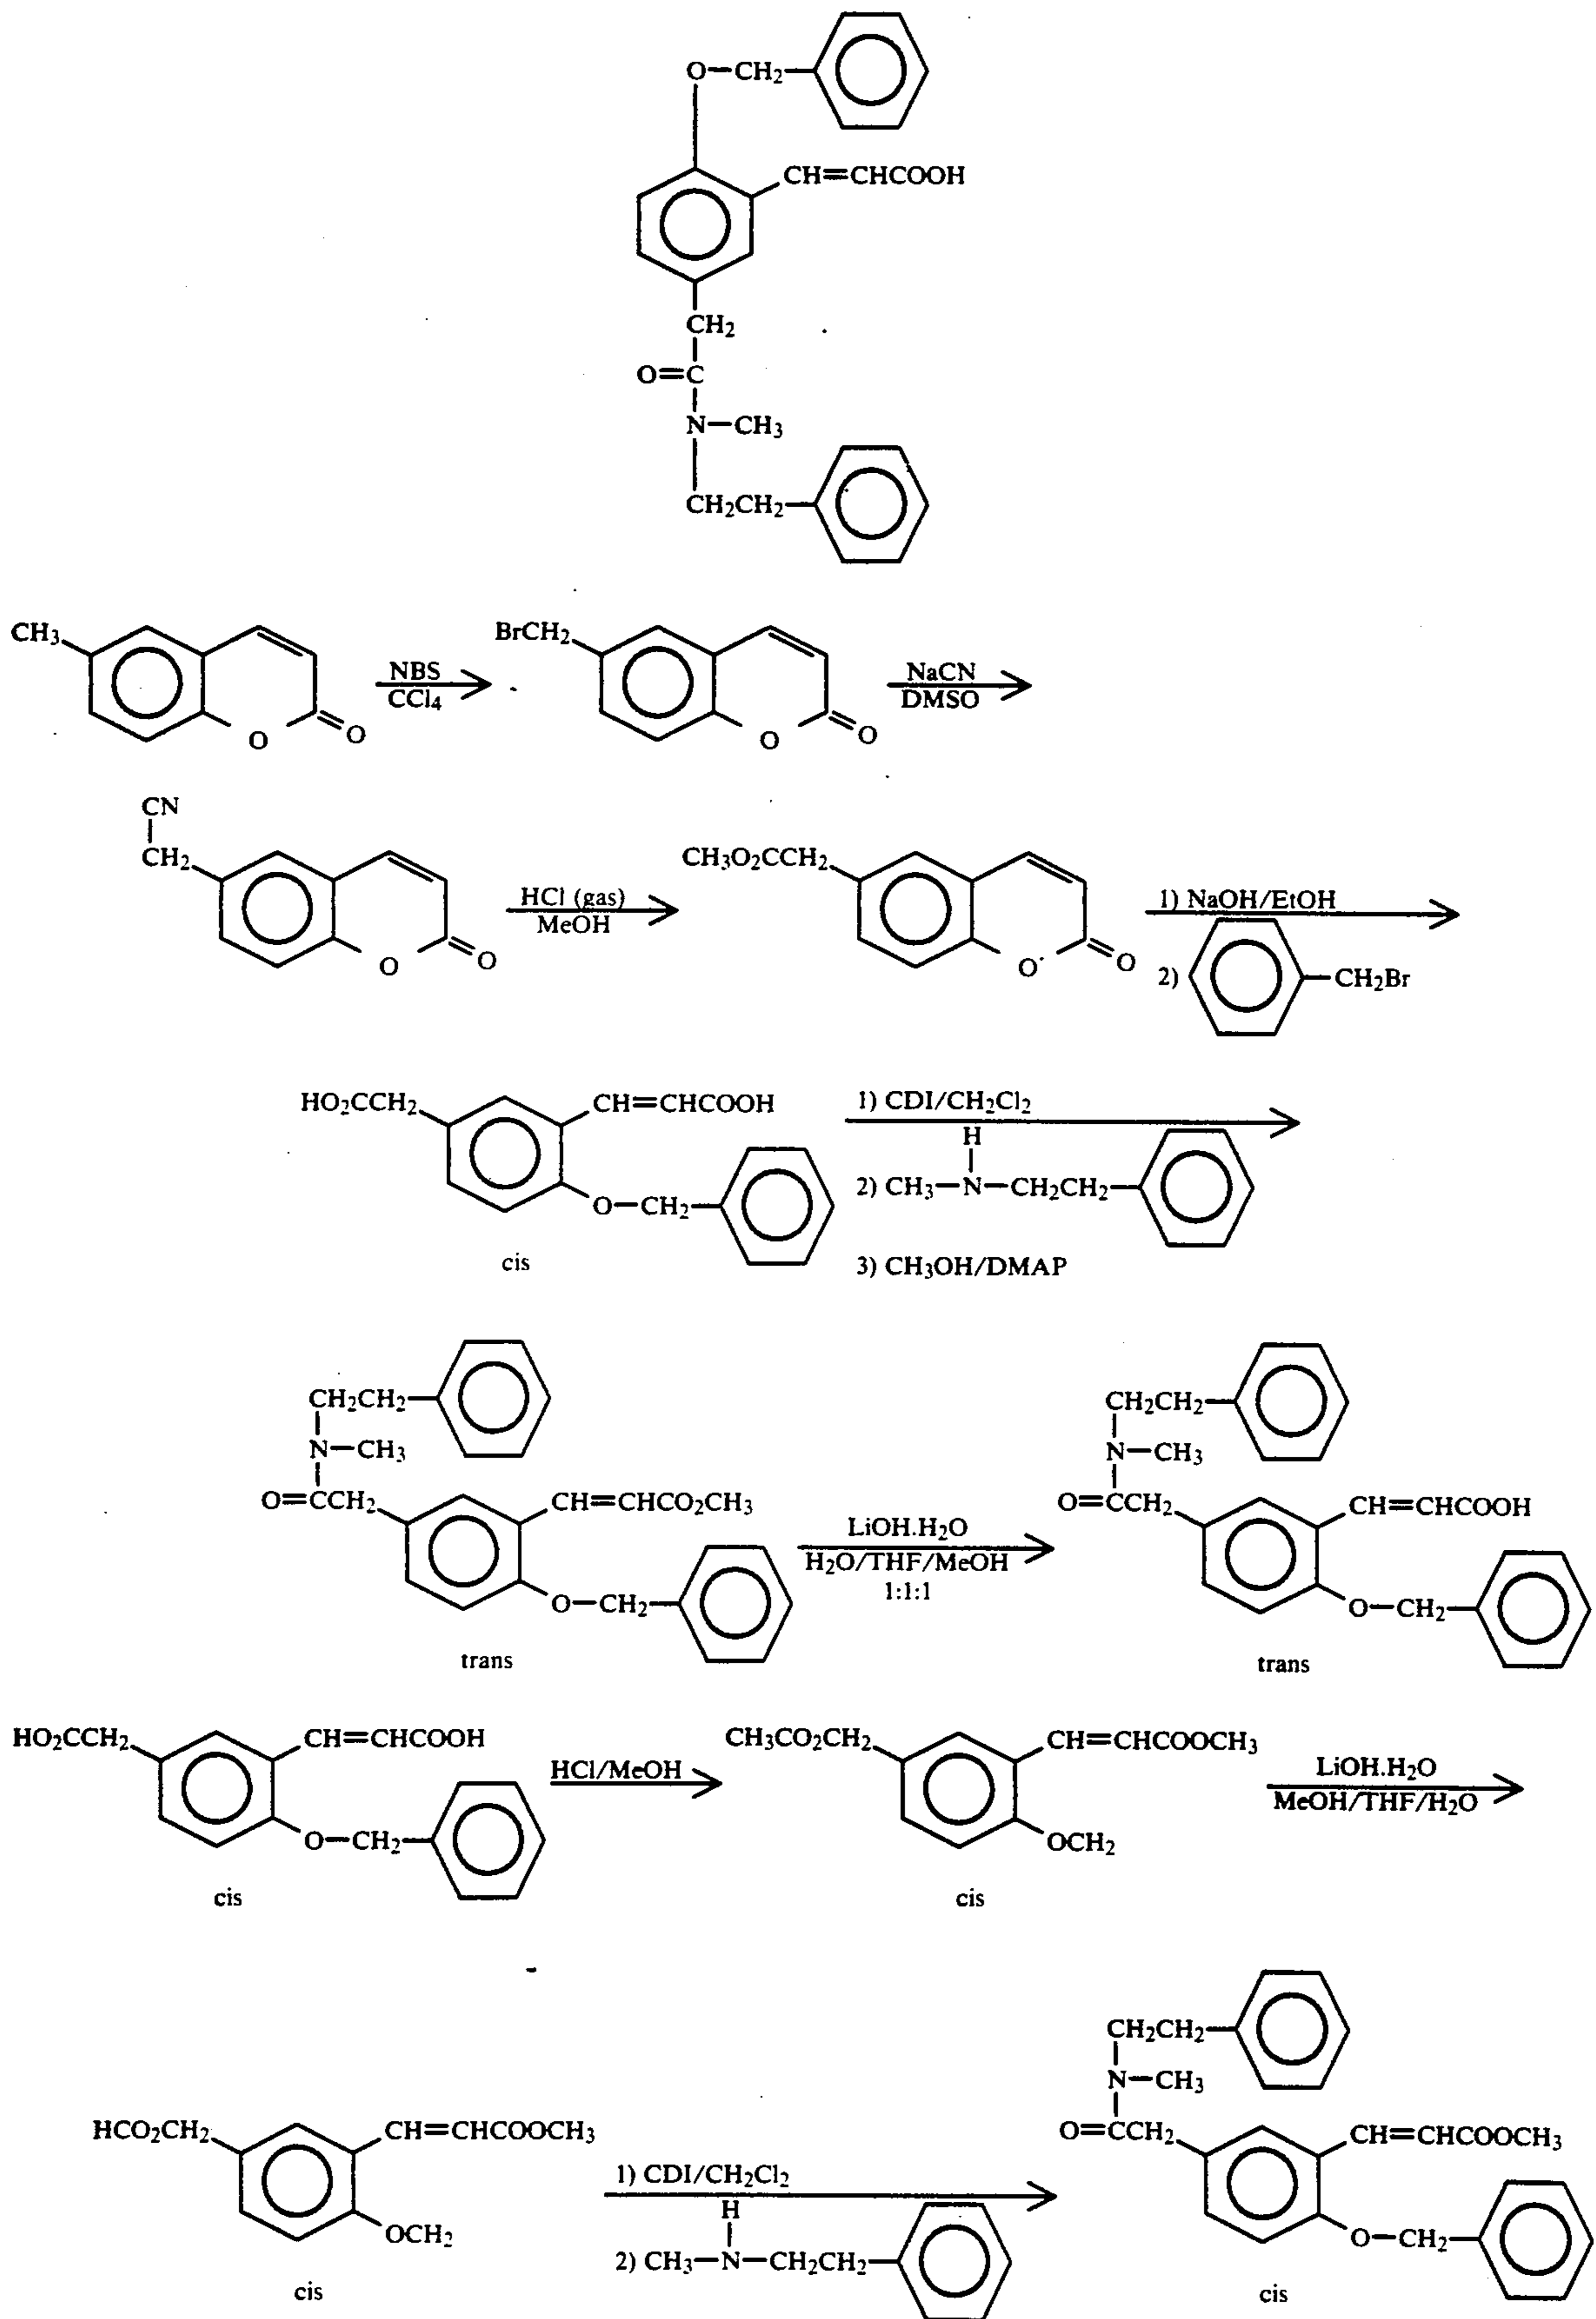 O—CH2
CH=CHCOOH
CH2
O=C
N—CH3
CH2CH2
CH3
O
O
NBS
CCl4
BrCH2
O
O
NaCN
DMSO
CN
CH2
O
O
HCl (gas)
MeOH
CH3O2CCH2
O
O
1) NaOH/EtOH
2)
CH2Br
HO2CCH2
CH=CHCOOH
O—CH2
cis
1) CDI/CH2Cl2
H
2) CH3—N—CH2CH2
3) CH3OH/DMAP
CH2CH2
N—CH3
O=CCH2
CH=CHCO2CH3
O—CH2
trans
LiOH.H2O
H2O/THF/MeOH
1:1:1
CH2CH2
N—CH3
O=CCH2
CH=CHCOOH
O—CH2
trans
HO2CCH2
CH=CHCOOH
O—CH2
cis
HCl/MeOH
CH3CO2CH2
CH=CHCOOCH3
OCH2
cis
LiOH.H2O
MeOH/THF/H2O
HCO2CH2
CH=CHCOOCH3
OCH2
cis
1) CDI/CH2Cl2
H
2) CH3—N—CH2CH2
CH2CH2
N—CH3
O=CCH2
CH=CHCOOCH3
O—CH2
cis